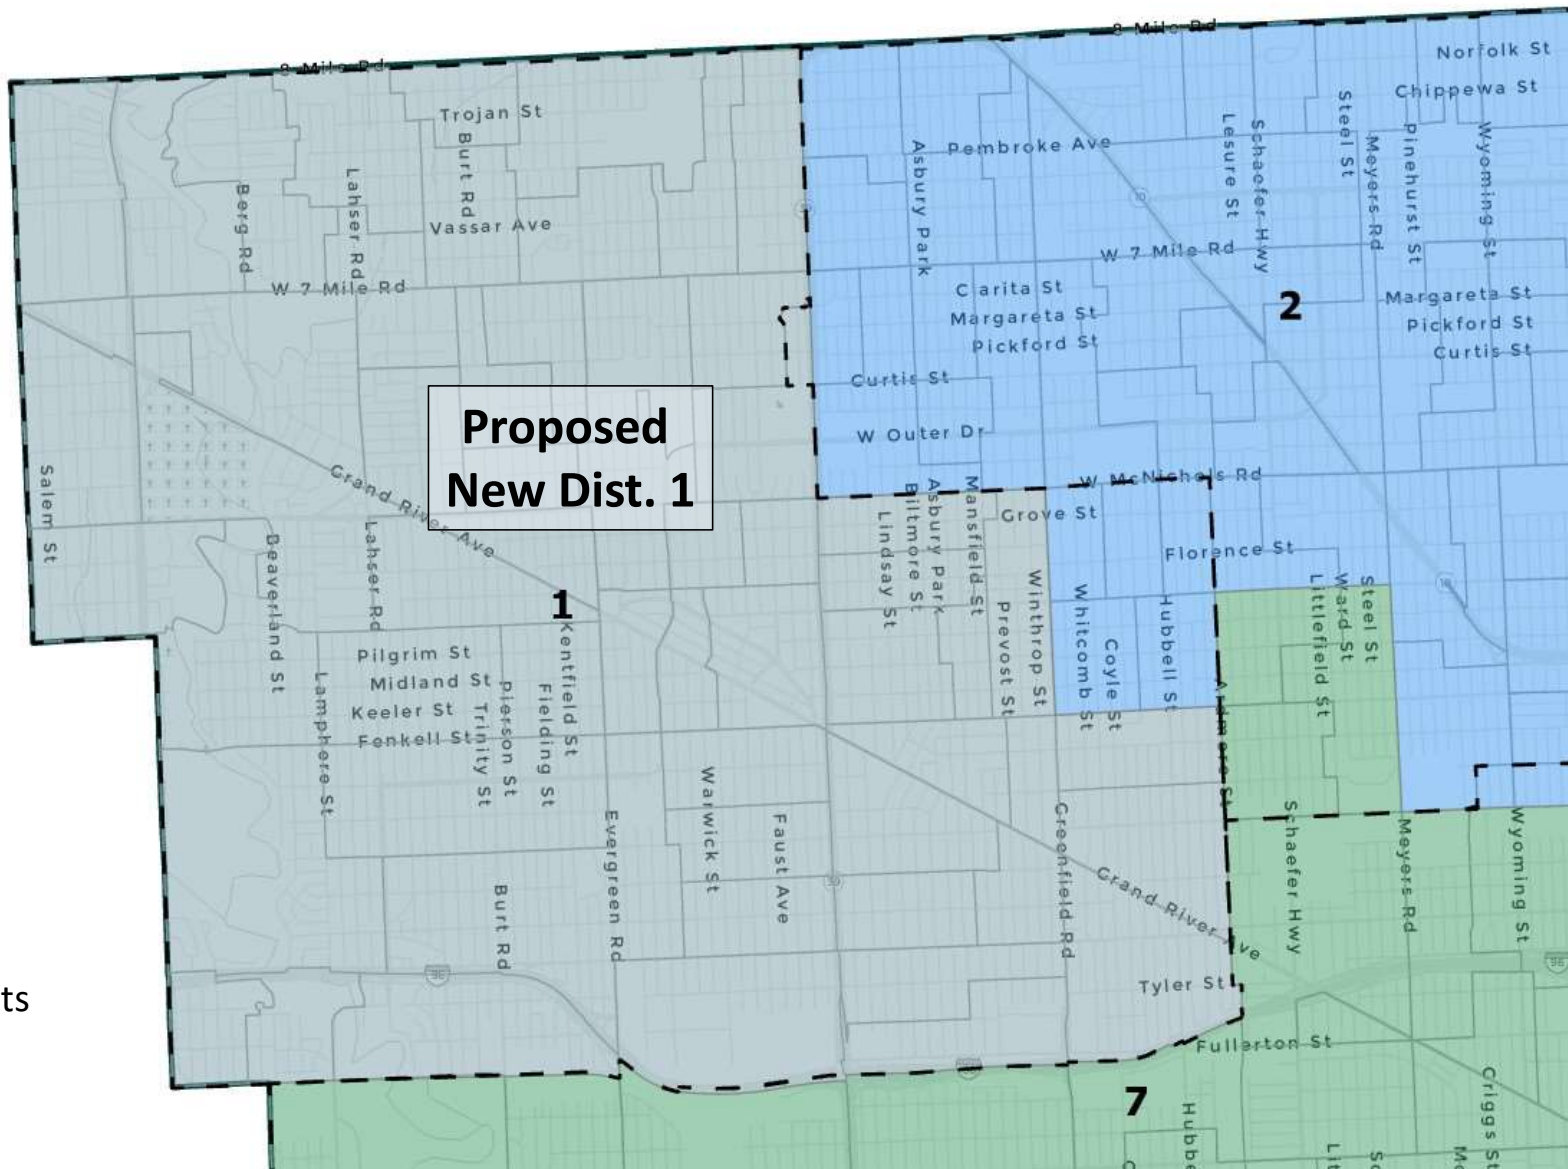 8 Mile Rd
8 Mile Rd
Norfolk St
Chippewa St
Trojan St
Burt Rd
Pembroke Ave
Asbury Park
Lesure St
Schaefer Hwy
Steel St
Meyers Rd
Pinehurst St
Wyoming St
Berg Rd
Lahser Rd
Vassar Ave
W 7 Mile Rd
W 7 Mile Rd
Clarita St
Margareta St
Pickford St
2
Margareta St
Pickford St
Curtis St
Curtis St
W Outer Dr
Proposed
New Dist. 1
Grand River Ave
W McNichols Rd
Salem St
Lindsay St
Biltmore St
Asbury Park
Mansfield St
Grove St
Florence St
Beaverland St
Lahser Rd
1
Winthrop St
Prevost St
Whitcomb St
Coyle St
Hubbell St
Littlefield St
Ward St
Steel St
Pilgrim St
Midland St
Keeler St
Fenkell St
Lamphere St
Trinity St
Pierson St
Fielding St
Kentfield St
Ardmore St
Warwick St
Faust Ave
Evergreen Rd
Burt Rd
Greenfield Rd
Grand River Ave
Schaefer Hwy
Meyers Rd
Wyoming St
96
Tyler St
ts
Fullerton St
7
Griggs St
Hubbe
Lit